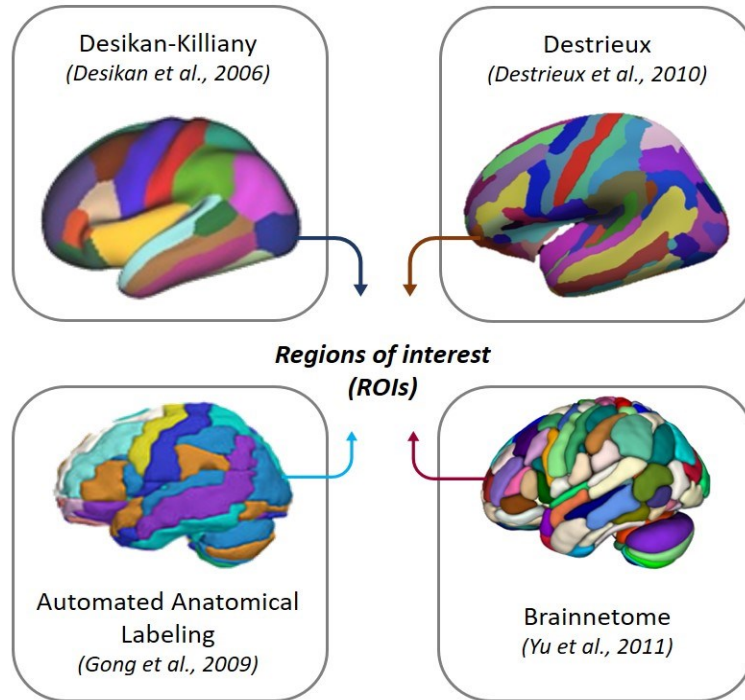 Desikan-Killiany
(Desikan et al., 2006)
Destrieux
(Destrieux et al., 2010)
Regions of interest
(ROIs)
Automated Anatomical
Labeling
(Gong et al., 2009)
Brainnetome
(Yu et al., 2011)